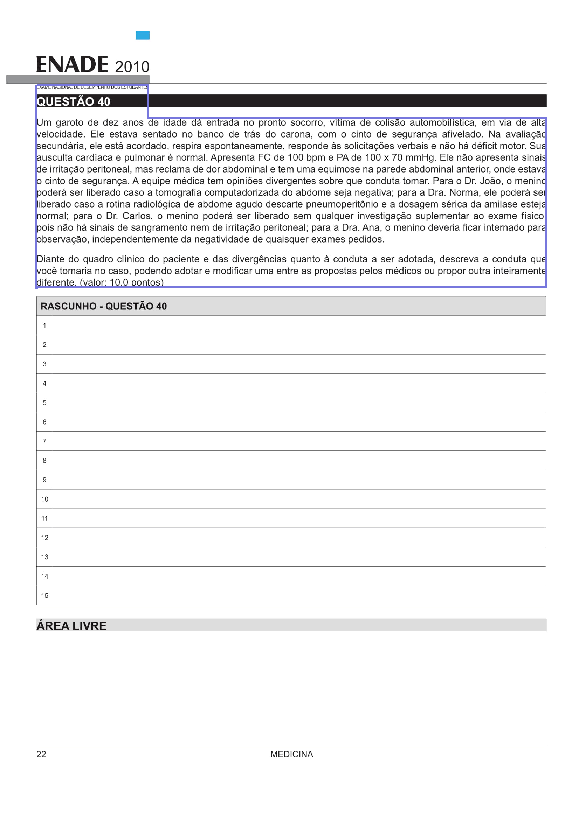 ENADE 2010
QUESTÃO 40
Um garoto de dez anos de idade dá entrada no pronto socorro, vítima de colisão automobilística, em via de alta
velocidade. Ele estava sentado no banco de trás do carona, com o cinto de segurança afivelado. Na avaliação
secundária, ele está acordado, respira espontaneamente, responde às solicitações verbais e não há déficit motor. Sua
ausculta cardíaca e pulmonar é normal. Apresenta FC de 100 bpm e PA de 100 x 70 mmHg. Ele não apresenta sinais
de irritação peritoneal, mas reclama de dor abdominal e tem uma equimose na parede abdominal anterior, onde estava
o cinto de segurança. A equipe médica tem opiniões divergentes sobre que conduta tomar. Para o Dr. João, o menino
poderá ser liberado caso a tomografia computadorizada do abdome seja negativa; para a Dra. Norma, ele poderá ser
liberado caso a rotina radiológica de abdome agudo descarte pneumoperitônio e a dosagem sérica da amilase esteja
normal; para o Dr. Carlos, o menino poderá ser liberado sem qualquer investigação suplementar ao exame físico,
pois não há sinais de sangramento nem de irritação peritoneal; para a Dra. Ana, o menino deveria ficar internado para
observação, independentemente da negatividade de quaisquer exames pedidos.
Diante do quadro clínico do paciente e das divergências quanto à conduta a ser adotada, descreva a conduta que
você tomaria no caso, podendo adotar e modificar uma entre as propostas pelos médicos ou propor outra inteiramente
diferente. (valor: 10,0 pontos)
RASCUNHO - QUESTÃO 40
1
2
3
4
5
6
7
8
9
10
11
12
13
14
15
ÁREA LIVRE
22
MEDICINA